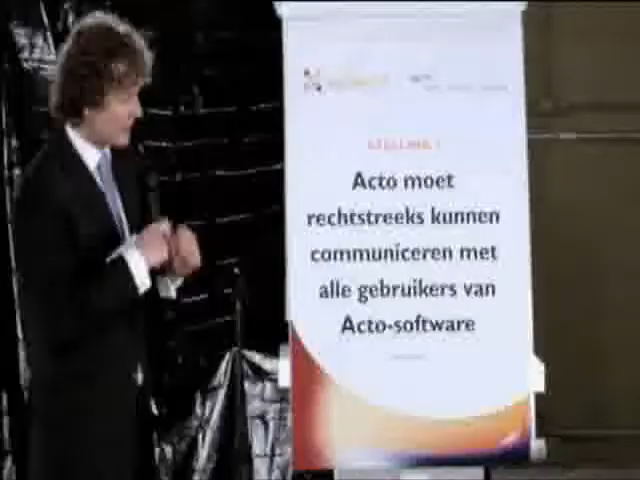 STELLING 1
Acto moet
rechtstreeks kunnen
communiceren met
alle gebruikers van
Acto-software